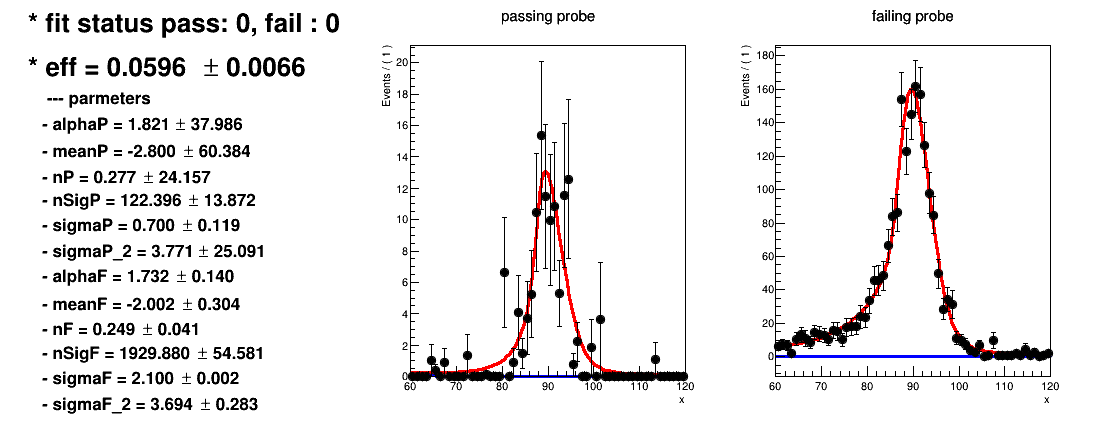 * fit status pass: 0, fail : 0
* eff = 0.0596 ± 0.0066
--- parmeters
- alphaP = 1.821 ± 37.986
- meanP = -2.800 ± 60.384
- nP = 0.277 ± 24.157
- nSigP = 122.396 ± 13.872
- sigmaP = 0.700 ± 0.119
- sigmaP_2 = 3.771 ± 25.091
- alphaF = 1.732 ± 0.140
- meanF = -2.002 ± 0.304
- nF = 0.249 ± 0.041
- nSigF = 1929.880 ± 54.581
- sigmaF = 2.100 ± 0.002
- sigmaF_2 = 3.694 ± 0.283
passing probe
Events / ( 1 )
20
18
16
14
12
10
8
6
4
2
0
60 70 80 90 100 110 120
x
failing probe
Events / ( 1 )
180
160
140
120
100
80
60
40
20
0
60 70 80 90 100 110 120
x